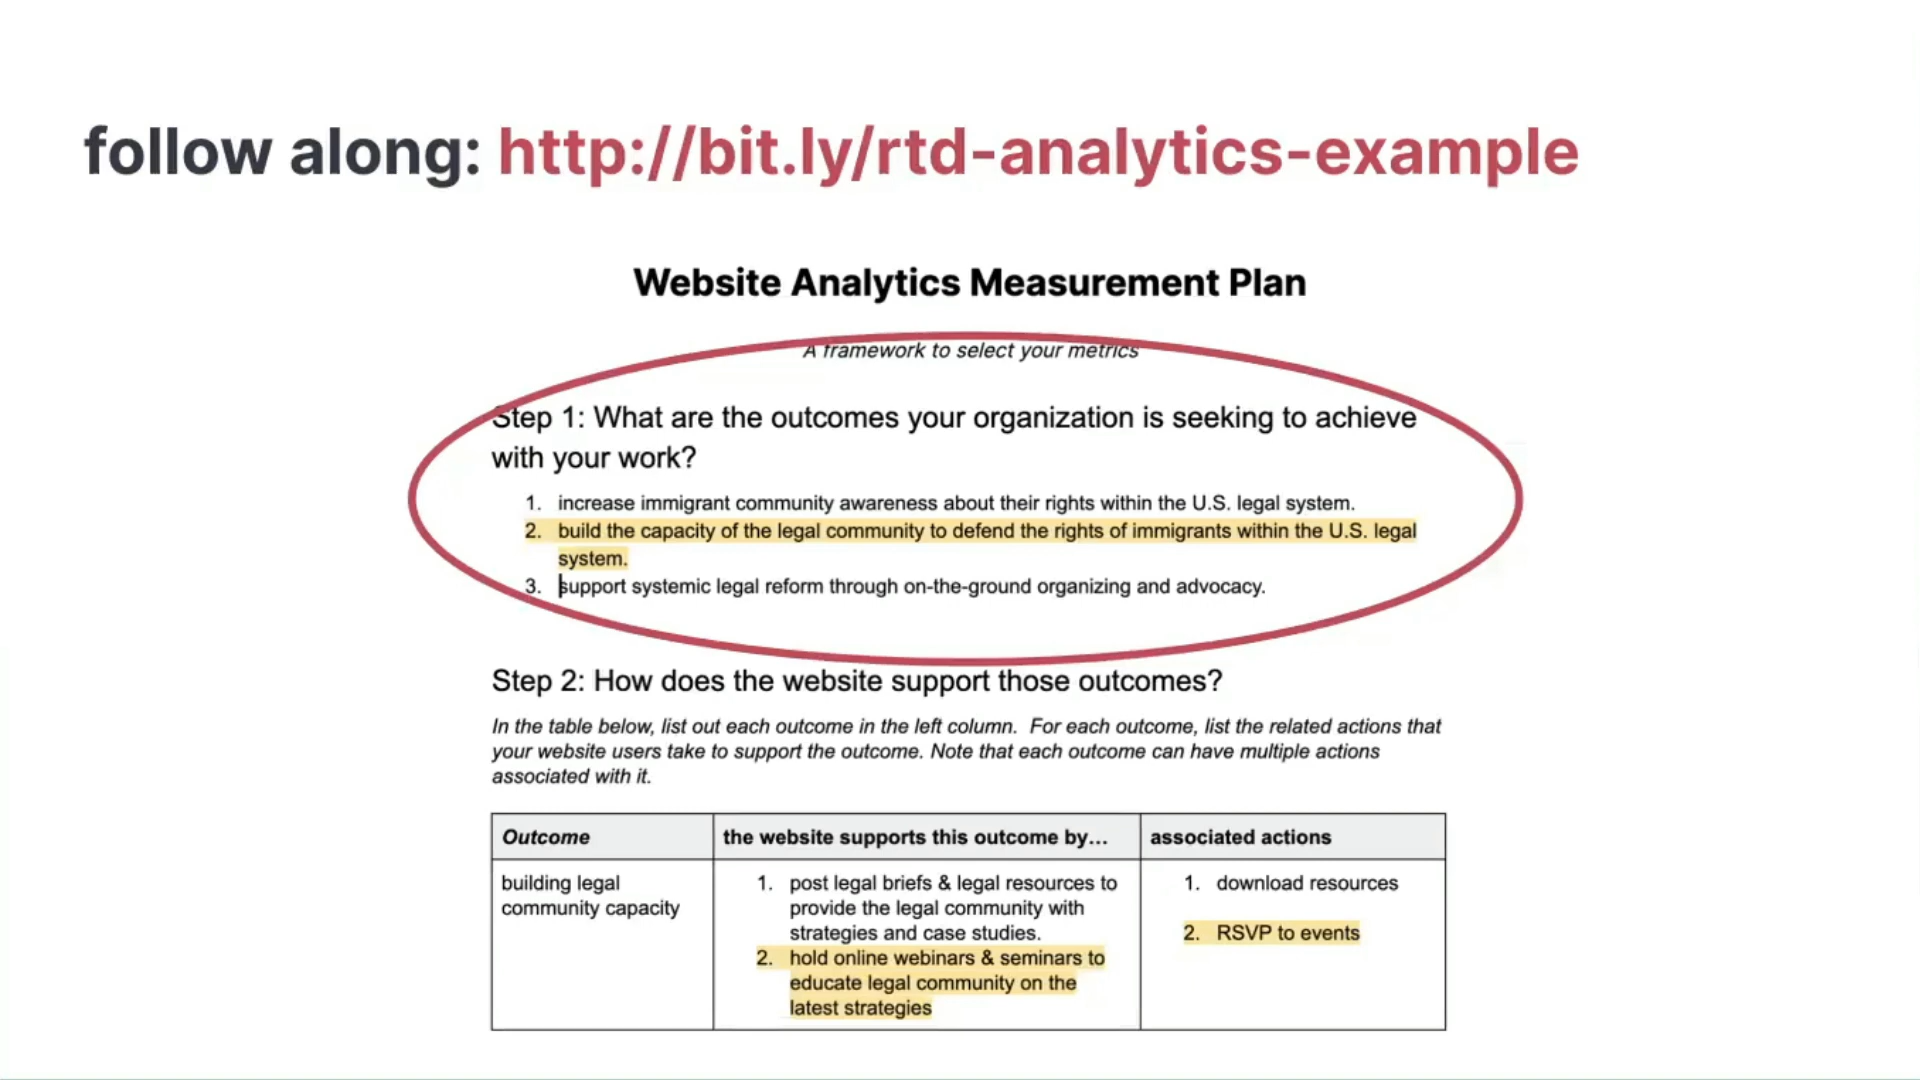 follow along: http://bit.ly/rtd-analytics-example
Website Analytics Measurement Plan
A framework to select your metrics
Step 1: What are the outcomes your organization is seeking to achieve
with your work?
1. increase immigrant community awareness about their rights within the U.S. legal system.
2. build the capacity of the legal community to defend the rights of immigrants within the U.S. legal
system.
3. support systemic legal reform through on-the-ground organizing and advocacy.
Step 2: How does the website support those outcomes?
In the table below, list out each outcome in the left column. For each outcome, list the related actions that
your website users take to support the outcome. Note that each outcome can have multiple actions
associated with it.
Outcome
the website supports this outcome by...
associated actions
building legal
community capacity
1. post legal briefs & legal resources to
provide the legal community with
strategies and case studies.
2. hold online webinars & seminars to
educate legal community on the
latest strategies
1. download resources
2. RSVP to events